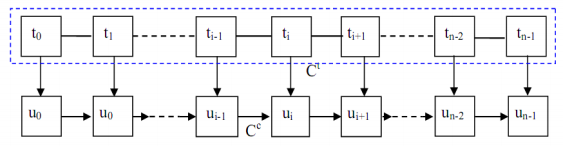 t0 t1 ti-1 ti ti+1 tn-2 tn-1
Ct
u0 u0 ui-1 ui ui+1 un-2 un-1
Cc